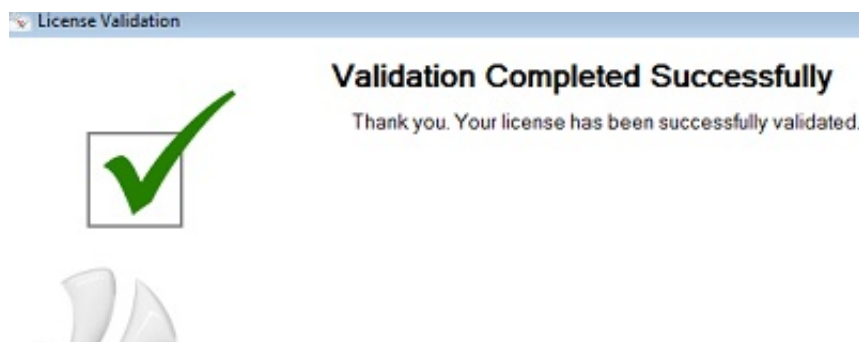 License Validation
Validation Completed Successfully
Thank you. Your license has been successfully validated.